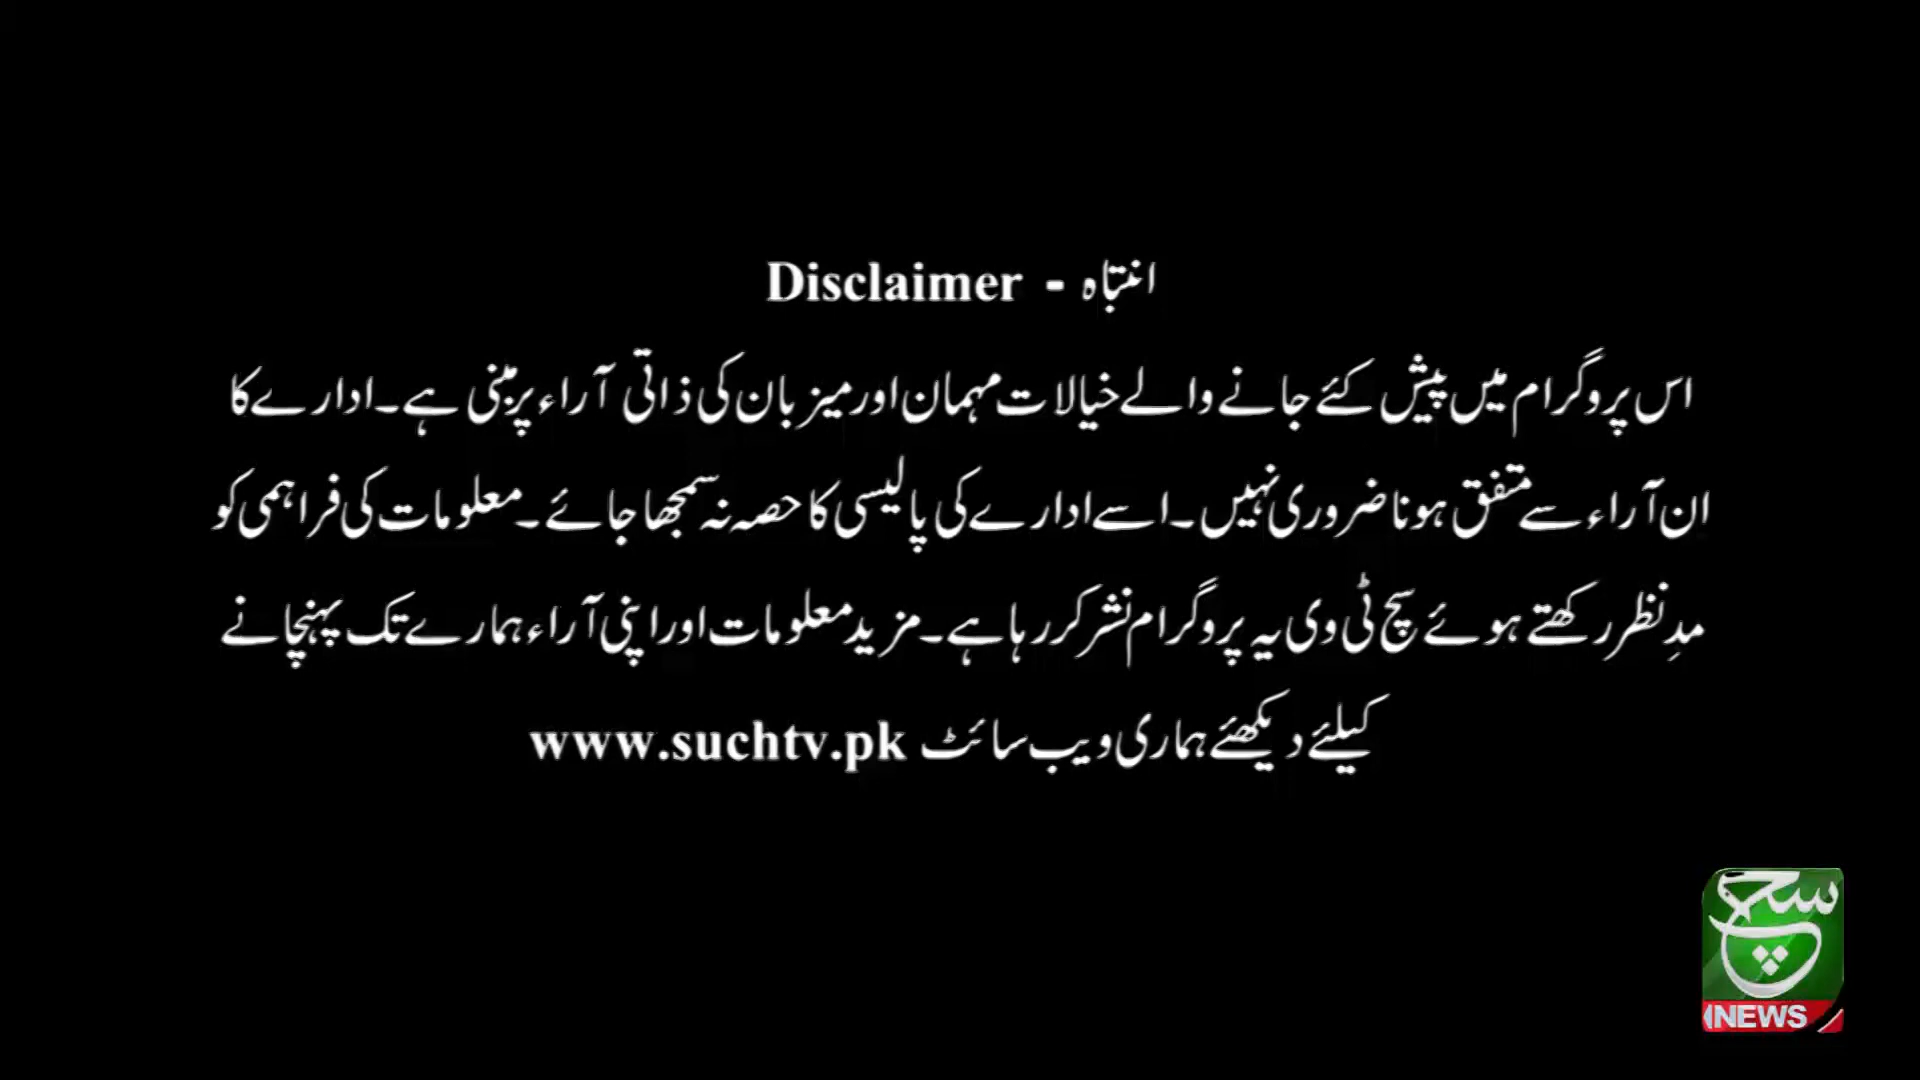 انتباہ - Disclaimer
اس پروگرام میں پیش کئے جانے والے خیالات مہمان اور میزبان کی ذاتی آراء پر مبنی ہے۔ ادارے کا
ان آراء سے متفق ہونا ضروری نہیں۔ اسے ادارے کی پالیسی کا حصہ نہ سمجھا جائے۔ معلومات کی فراہمی کو
مدِ نظر رکھتے ہوئے سچ ٹی وی یہ پروگرام نشر کر رہا ہے۔ مزید معلومات اور اپنی آراء ہمارے تک پہنچانے
کیلئے دیکھئے ہماری ویب سائٹ www.suchtv.pk
سچ
NEWS